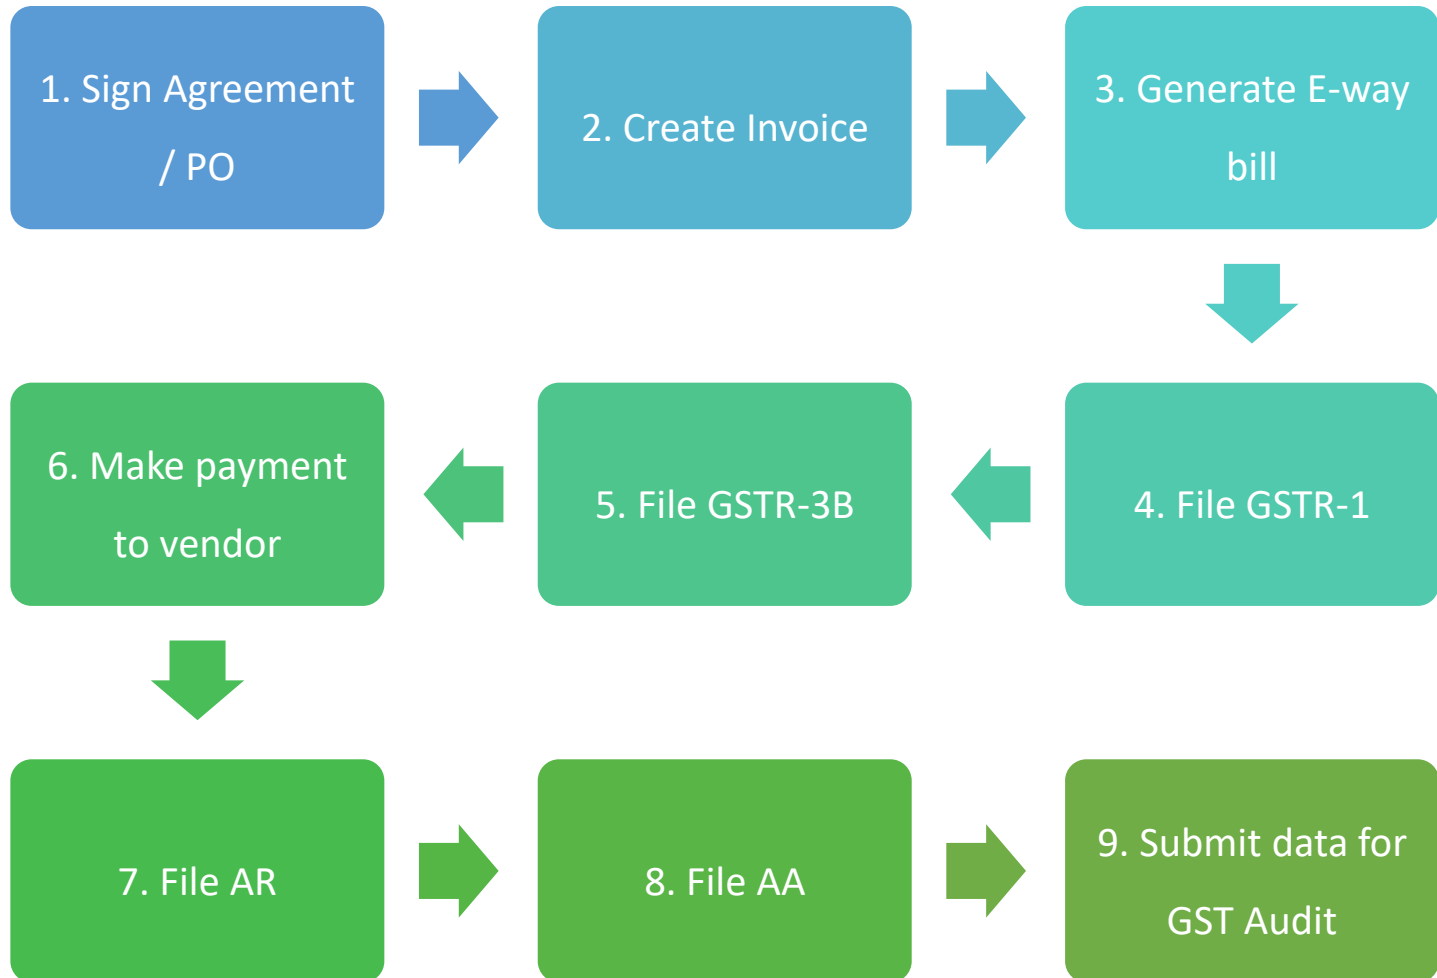 1. Sign Agreement
/ PO
2. Create Invoice
3. Generate E-way
bill
4. File GSTR-1
5. File GSTR-3B
6. Make payment
to vendor
7. File AR
8. File AA
9. Submit data for
GST Audit